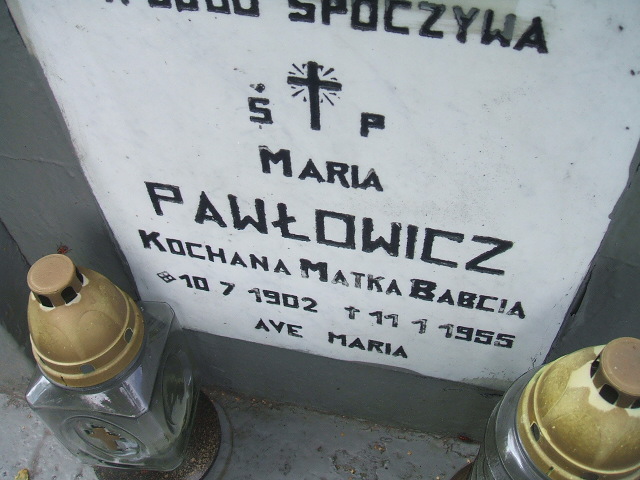 SPOCZYWA
Ś P
MARIA
PAWŁOWICZ
KOCHANA MATKA BABCIA
10 7 1902 † 11 1 1955
AVE MARIA